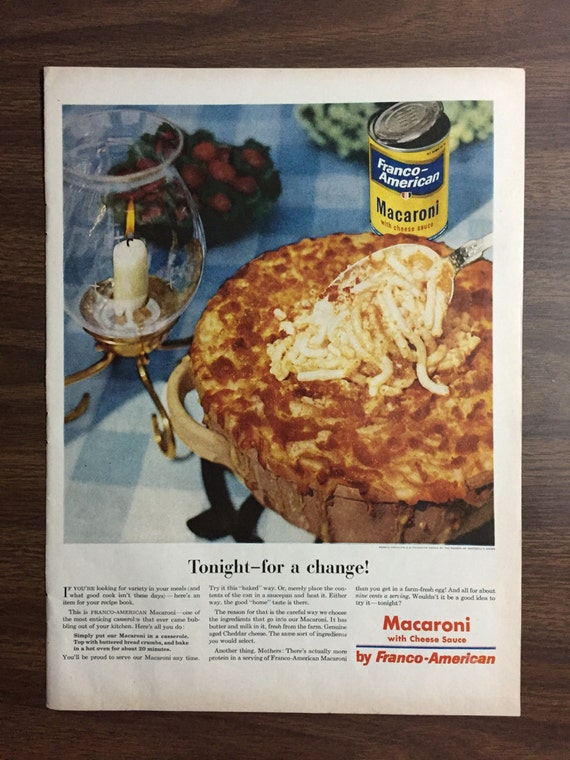 Franco-
American
Macaroni
with cheese sauce
Tonight–for a change!
IF YOU'RE looking for variety in your meals (and
what good cook isn't these days)—here's an
item for your recipe book.
This is FRANCO-AMERICAN Macaroni—one of
the most enticing casseroles that ever came bub-
bling out of your kitchen. Here's all you do:
Simply put our Macaroni in a casserole.
Top with buttered bread crumbs, and bake
in a hot oven for about 20 minutes.
You'll be proud to serve our Macaroni any time.
Try it this "baked" way. Or, merely place the con-
tents of the can in a saucepan and heat it. Either
way, the good "home" taste is there.
The reason for that is the careful way we choose
the ingredients that go into our Macaroni. It has
butter and milk in it, fresh from the farm. Genuine
aged Cheddar cheese. The same sort of ingredients
you would select.
Another thing, Mothers: There's actually more
protein in a serving of Franco-American Macaroni
than you get in a farm-fresh egg! And all for about
nine cents a serving. Wouldn't it be a good idea to
try it—tonight?
Macaroni
with Cheese Sauce
by Franco-American